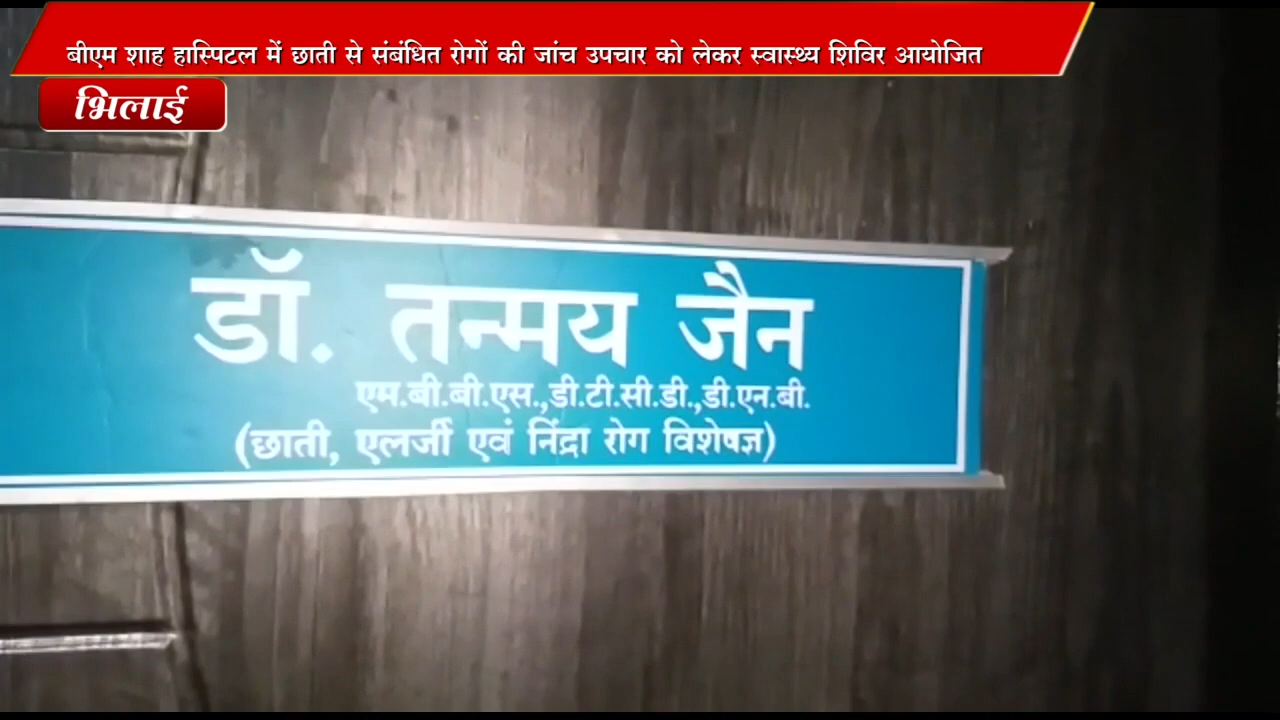 बीएम शाह हास्पिटल में छाती से संबंधित रोगों की जांच उपचार को लेकर स्वास्थ्य शिविर आयोजित
भिलाई
डॉ. तन्मय जैन
एम.बी.बी.एस.,डी.टी.सी.डी.,डी.एन.बी.
(छाती, एलर्जी एवं निंद्रा रोग विशेषज्ञ)